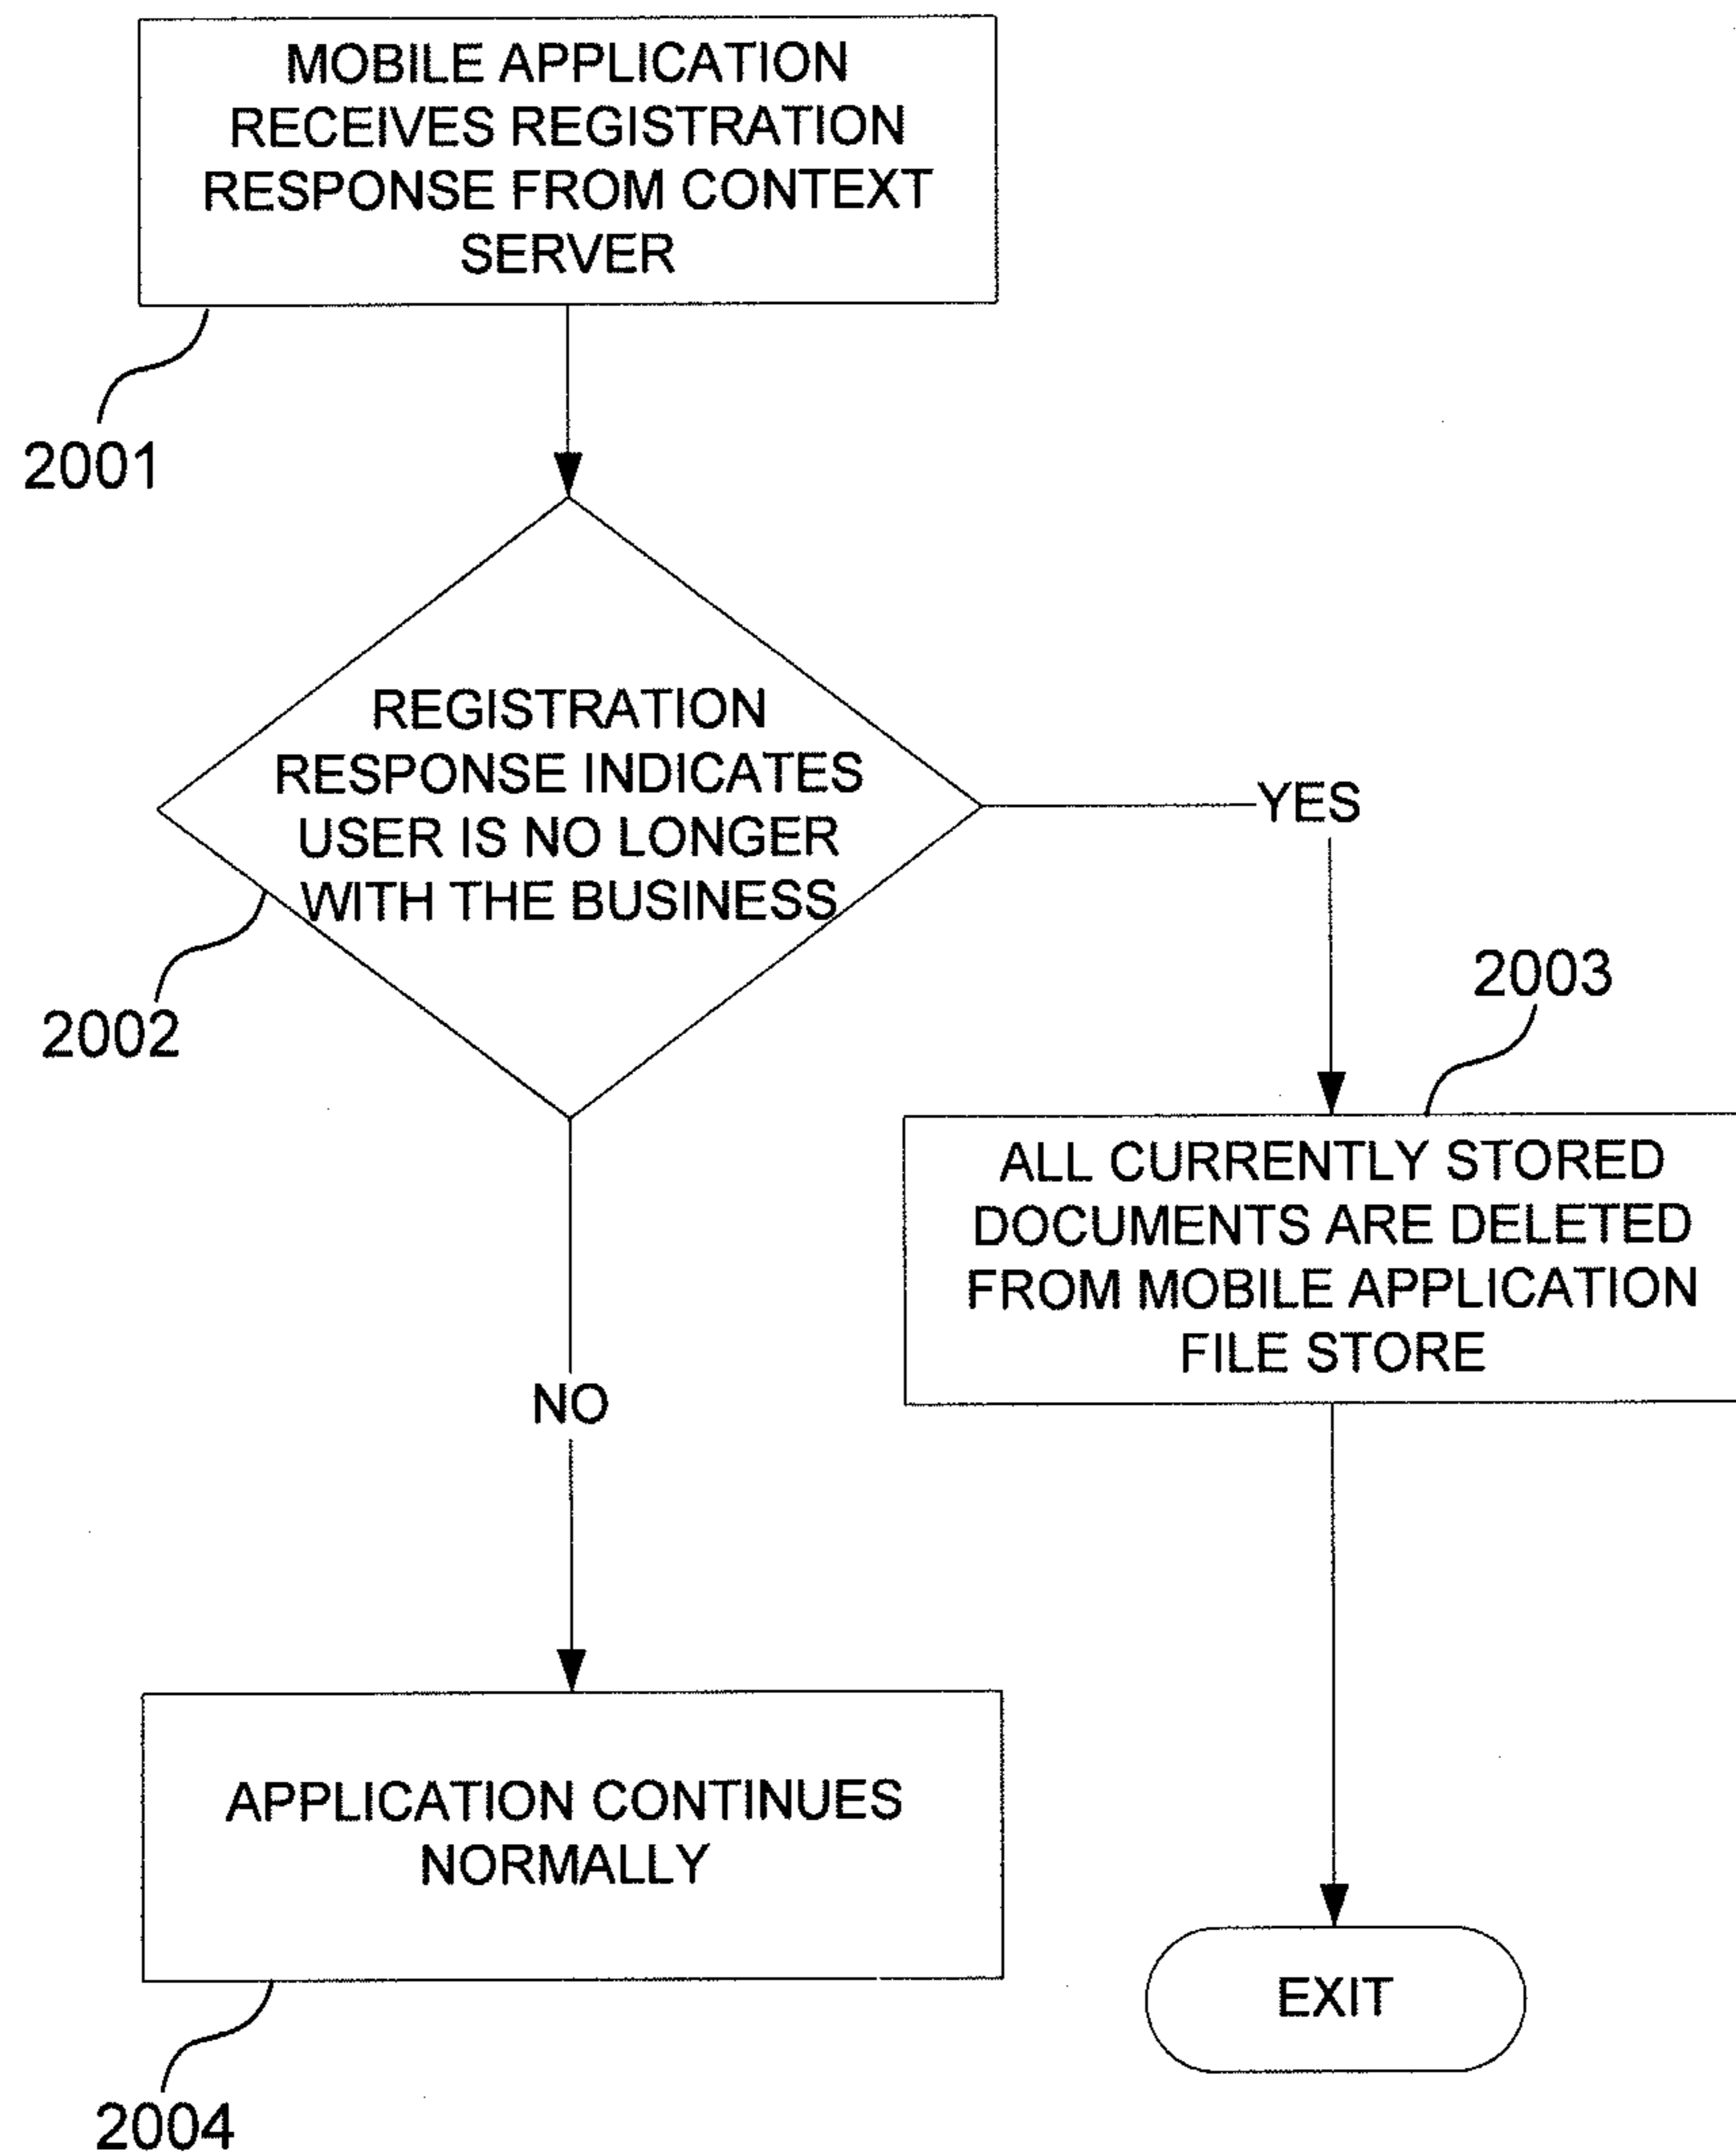 MOBILE APPLICATION
RECEIVES REGISTRATION
RESPONSE FROM CONTEXT
SERVER
2001
REGISTRATION
RESPONSE INDICATES
USER IS NO LONGER
WITH THE BUSINESS
YES
2002
2003
ALL CURRENTLY STORED
DOCUMENTS ARE DELETED
FROM MOBILE APPLICATION
FILE STORE
NO
APPLICATION CONTINUES
NORMALLY
EXIT
2004